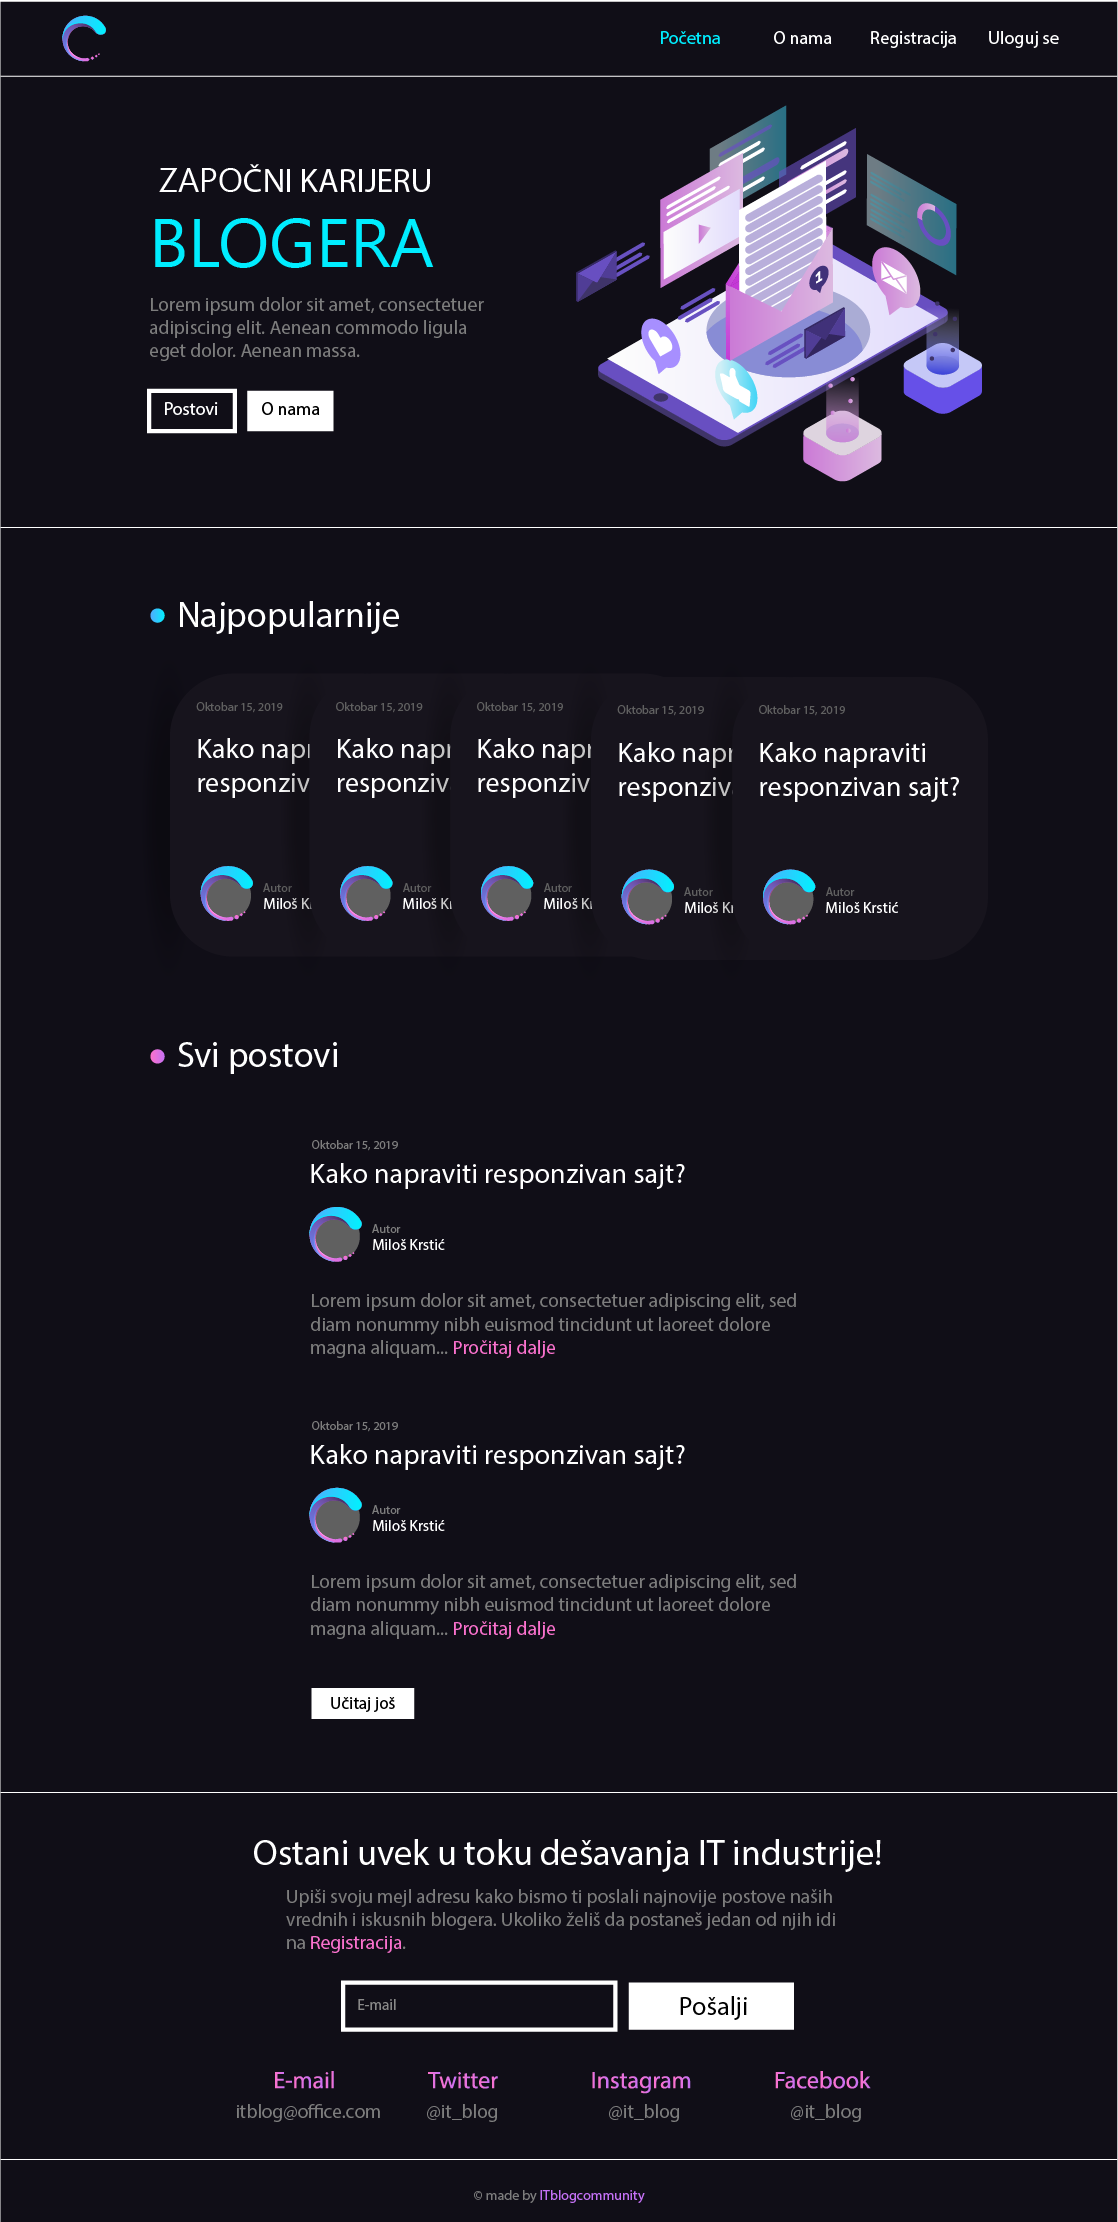 Početna O nama Registracija Uloguj se
ZAPOČNI KARIJERU
BLOGERA
Lorem ipsum dolor sit amet, consectetuer
adipiscing elit. Aenean commodo ligula
eget dolor. Aenean massa.
Postovi O nama
1
Najpopularnije
Oktobar 15, 2019
Kako napr
responziv
Autor
Miloš K
Oktobar 15, 2019
Kako napr
responziv
Autor
Miloš K
Oktobar 15, 2019
Kako napr
responziv
Autor
Miloš K
Oktobar 15, 2019
Kako napr
responziv
Autor
Miloš K
Oktobar 15, 2019
Kako napraviti
responzivan sajt?
Autor
Miloš Krstić
Svi postovi
Oktobar 15, 2019
Kako napraviti responzivan sajt?
Autor
Miloš Krstić
Lorem ipsum dolor sit amet, consectetuer adipiscing elit, sed
diam nonummy nibh euismod tincidunt ut laoreet dolore
magna aliquam... Pročitaj dalje
Oktobar 15, 2019
Kako napraviti responzivan sajt?
Autor
Miloš Krstić
Lorem ipsum dolor sit amet, consectetuer adipiscing elit, sed
diam nonummy nibh euismod tincidunt ut laoreet dolore
magna aliquam... Pročitaj dalje
Učitaj još
Ostani uvek u toku dešavanja IT industrije!
Upiši svoju mejl adresu kako bismo ti poslali najnovije postove naših
vrednih i iskusnih blogera. Ukoliko želiš da postaneš jedan od njih idi
na Registracija.
E-mail Pošalji
E-mail Twitter Instagram Facebook
itblog@office.com @it_blog @it_blog @it_blog
© made by ITblogcommunity